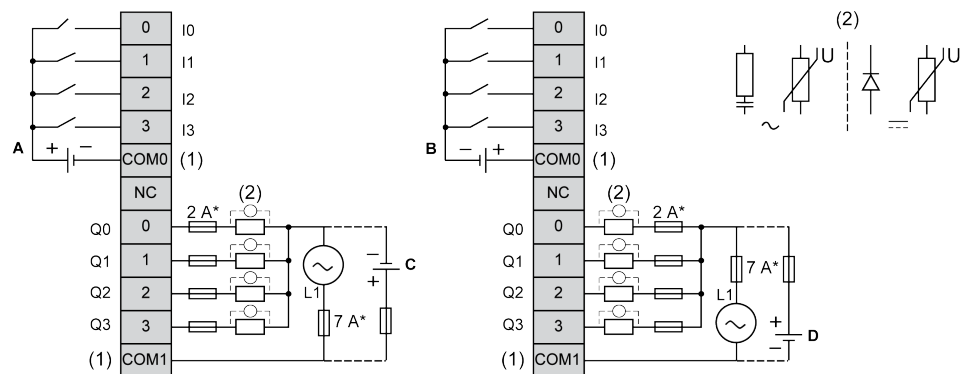 0 I0
1 I1
2 I2
3 I3
A + − COM0 (1)
NC
(2)
Q0 0 2 A*
Q1 1
Q2 2
Q3 3
L1 7 A*
− + C
(1) COM1
0 I0
1 I1
2 I2
3 I3
B − + COM0 (1)
NC
(2)
Q0 0 2 A*
Q1 1
Q2 2
Q3 3
7 A*
L1
+ − D
(1) COM1
(2)
U U